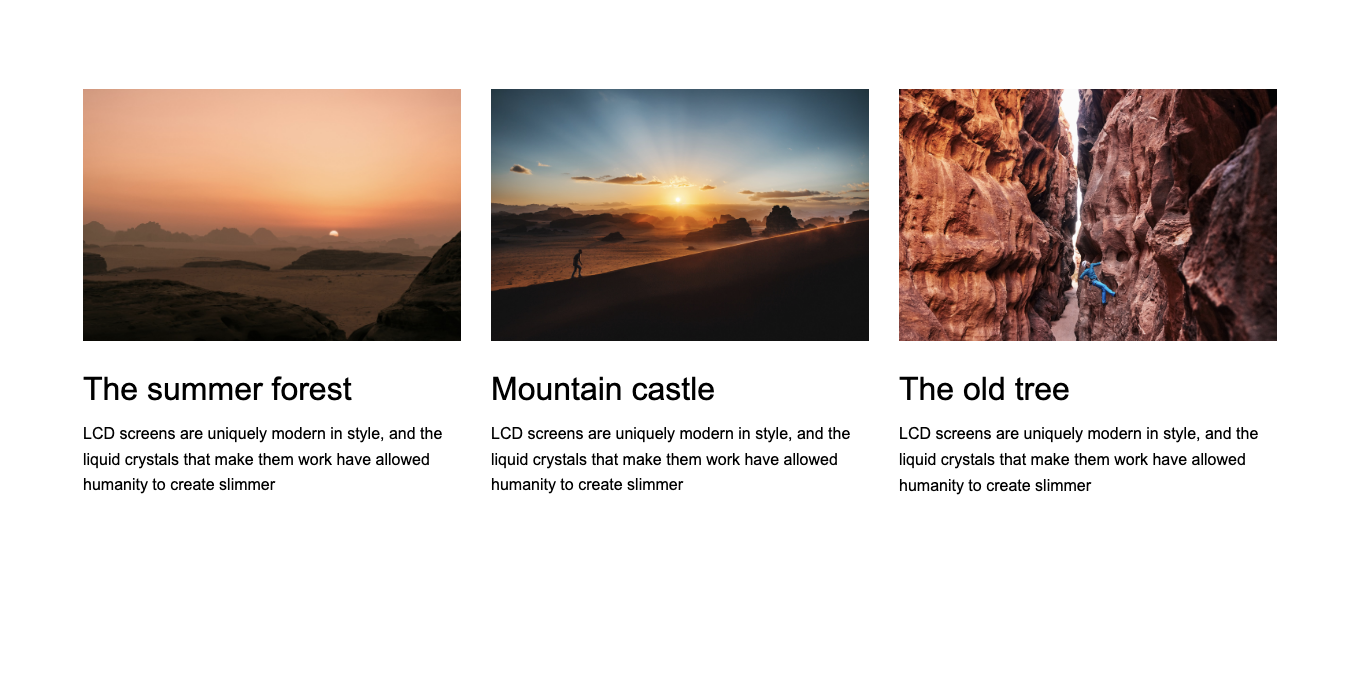 The summer forest
LCD screens are uniquely modern in style, and the
liquid crystals that make them work have allowed
humanity to create slimmer
Mountain castle
LCD screens are uniquely modern in style, and the
liquid crystals that make them work have allowed
humanity to create slimmer
The old tree
LCD screens are uniquely modern in style, and the
liquid crystals that make them work have allowed
humanity to create slimmer